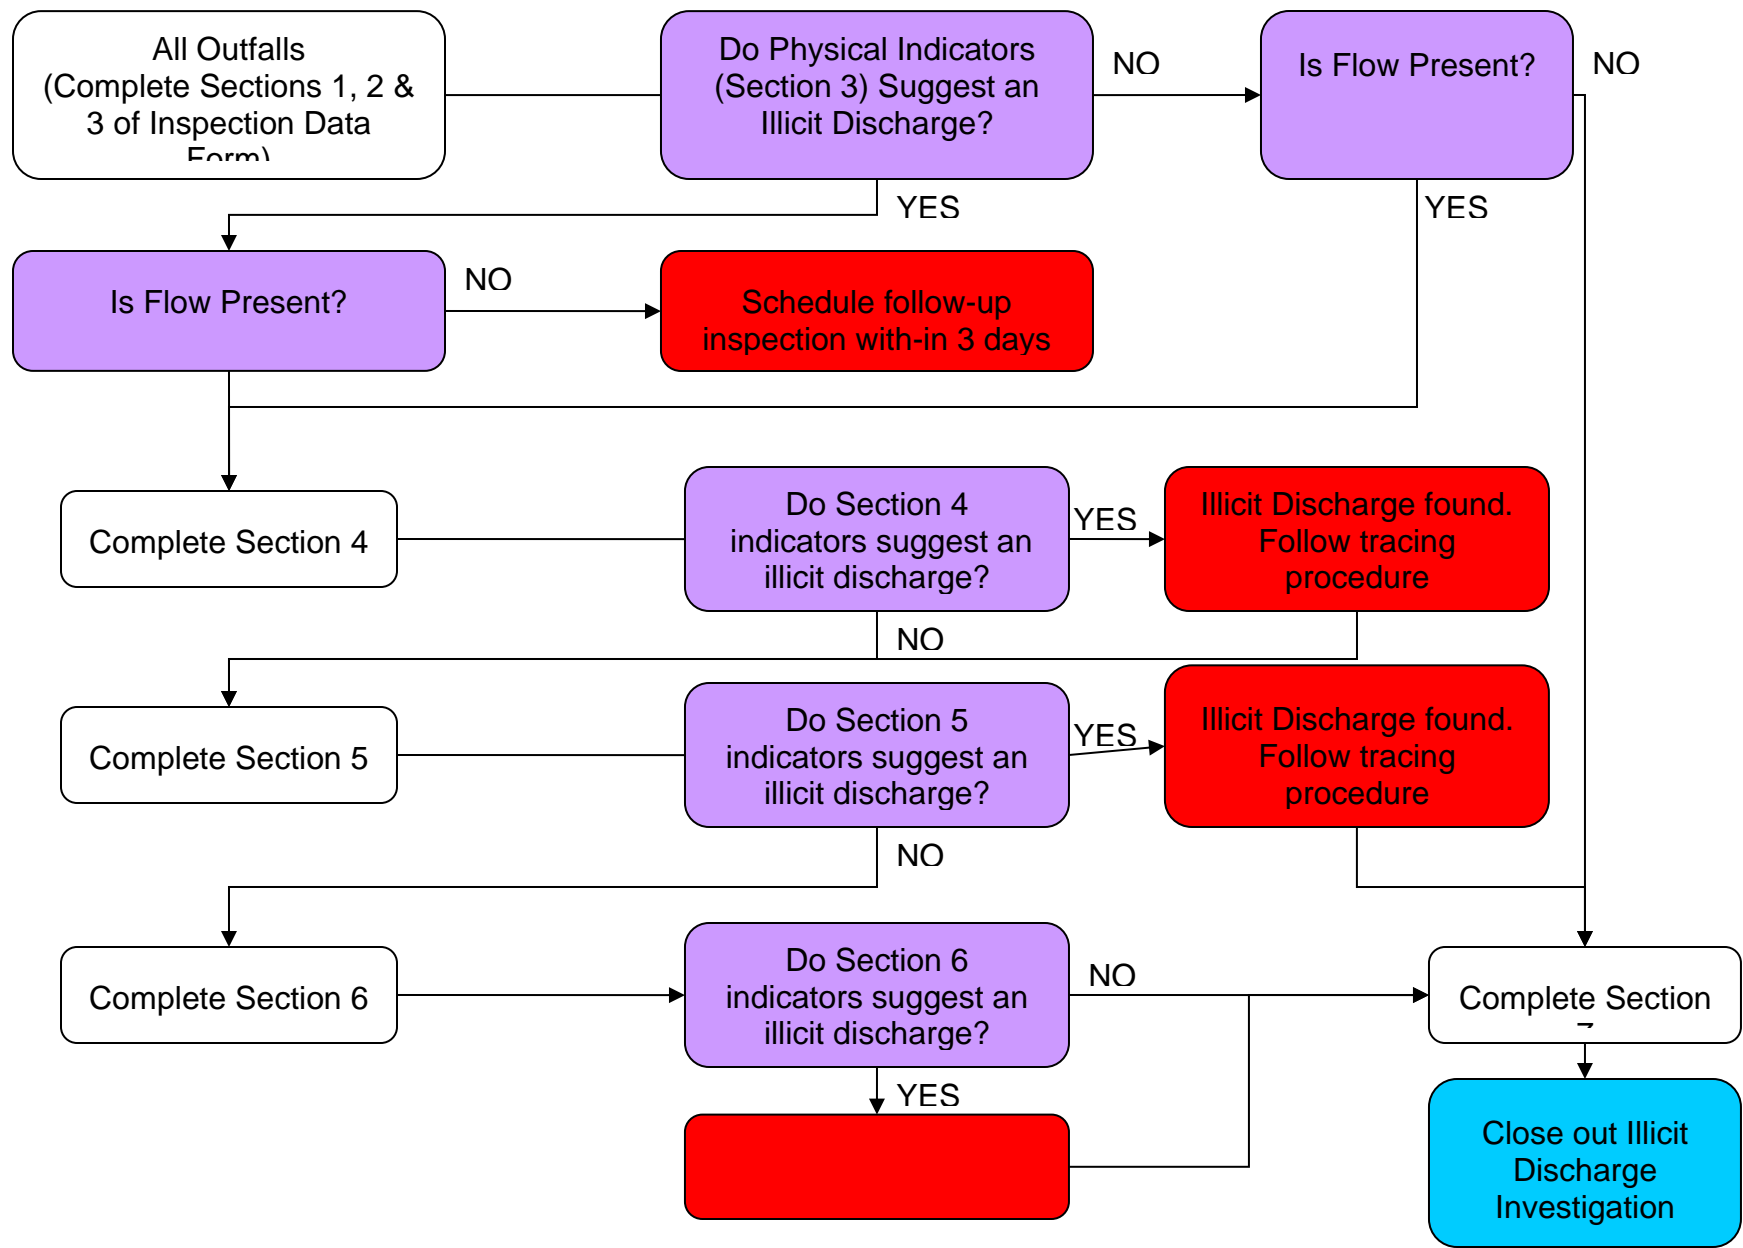 All Outfalls
(Complete Sections 1, 2 &
3 of Inspection Data
Form)
Do Physical Indicators
(Section 3) Suggest an
Illicit Discharge?
NO
Is Flow Present?
NO
YES
YES
Is Flow Present?
NO
Schedule follow-up
inspection with-in 3 days
Complete Section 4
Do Section 4
indicators suggest an
illicit discharge?
YES
Illicit Discharge found.
Follow tracing
procedure
NO
Complete Section 5
Do Section 5
indicators suggest an
illicit discharge?
YES
Illicit Discharge found.
Follow tracing
procedure
NO
Complete Section 6
Do Section 6
indicators suggest an
illicit discharge?
NO
Complete Section
YES
Close out Illicit
Discharge
Investigation